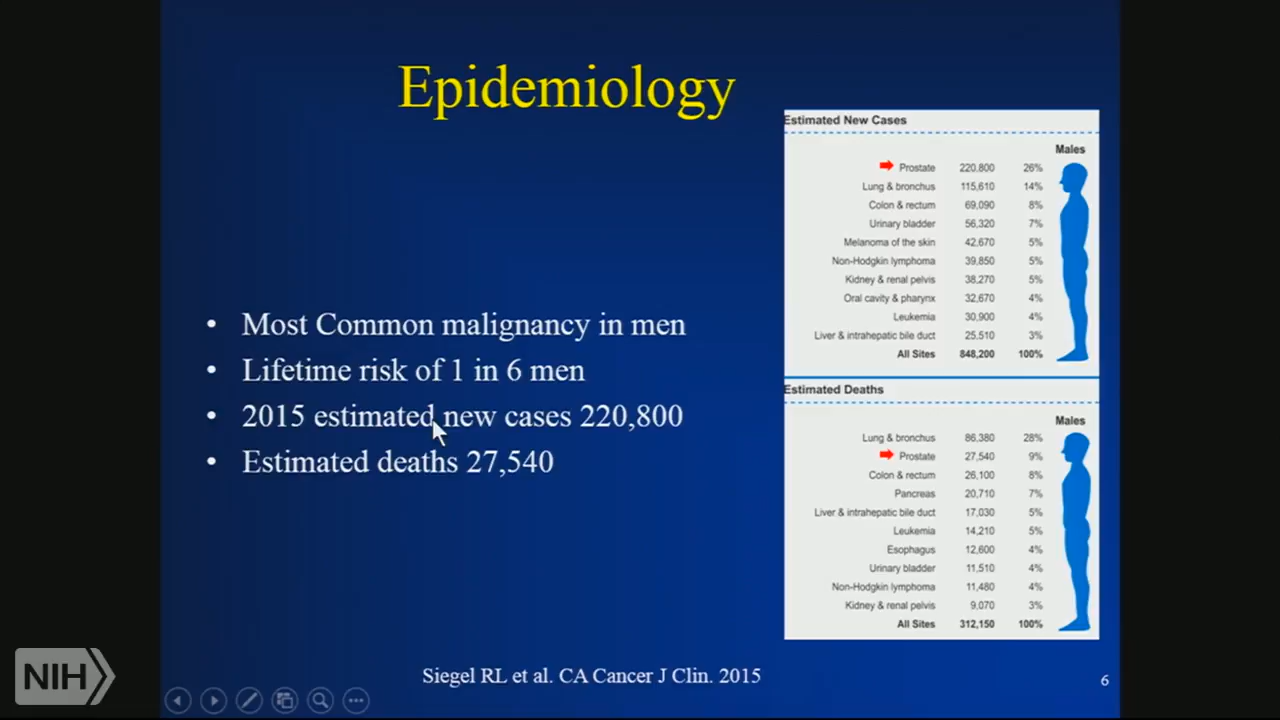 Epidemiology
• Most Common malignancy in men
• Lifetime risk of 1 in 6 men
• 2015 estimated new cases 220,800
• Estimated deaths 27,540
Estimated New Cases
Males
Prostate 220,800 26%
Lung & bronchus 115,610 14%
Colon & rectum 69,090 8%
Urinary bladder 56,320 7%
Melanoma of the skin 42,670 5%
Non-Hodgkin lymphoma 39,850 5%
Kidney & renal pelvis 38,270 5%
Oral cavity & pharynx 32,670 4%
Leukemia 30,900 4%
Liver & intrahepatic bile duct 25,510 3%
All Sites 848,200 100%
Estimated Deaths
Males
Lung & bronchus 86,380 28%
Prostate 27,540 9%
Colon & rectum 26,100 8%
Pancreas 20,710 7%
Liver & intrahepatic bile duct 17,030 5%
Leukemia 14,210 5%
Esophagus 12,600 4%
Urinary bladder 11,510 4%
Non-Hodgkin lymphoma 11,480 4%
Kidney & renal pelvis 9,070 3%
All Sites 312,150 100%
Siegel RL et al. CA Cancer J Clin. 2015
6
NIH